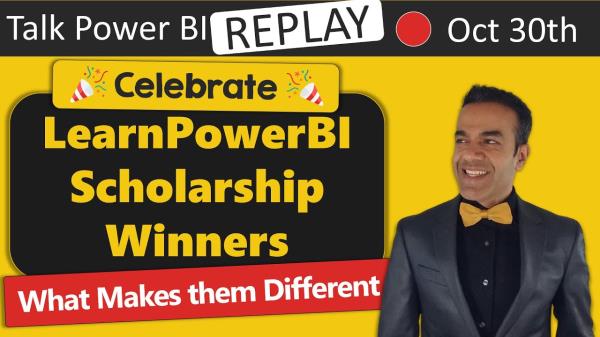 Talk Power BI REPLAY Oct 30th
Celebrate
LearnPowerBI
Scholarship
Winners
What Makes them Different